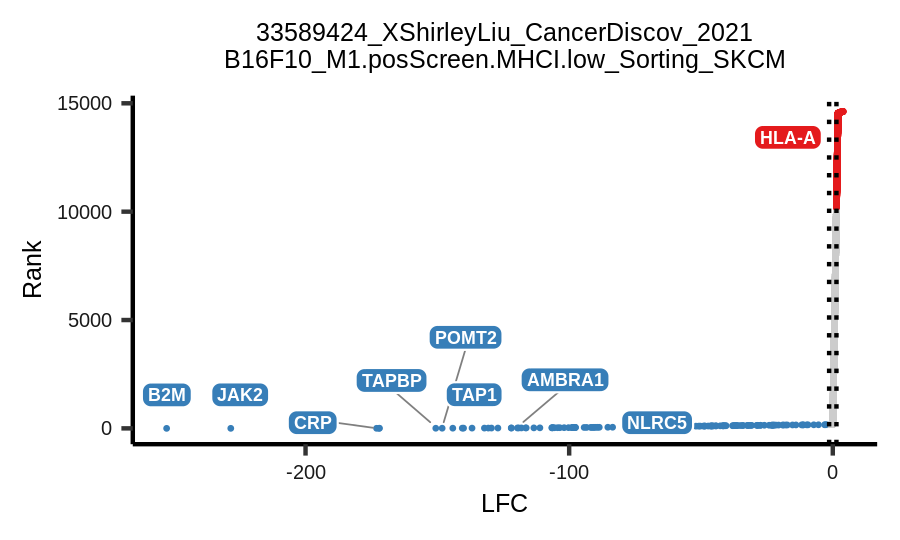 33589424_XShirleyLiu_CancerDiscov_2021
B16F10_M1.posScreen.MHCI.low_Sorting_SKCM
15000
HLA-A
10000
Rank
5000
POMT2
TAPBP
AMBRA1
B2M
JAK2
TAP1
CRP
NLRC5
0
-200
-100
0
LFC